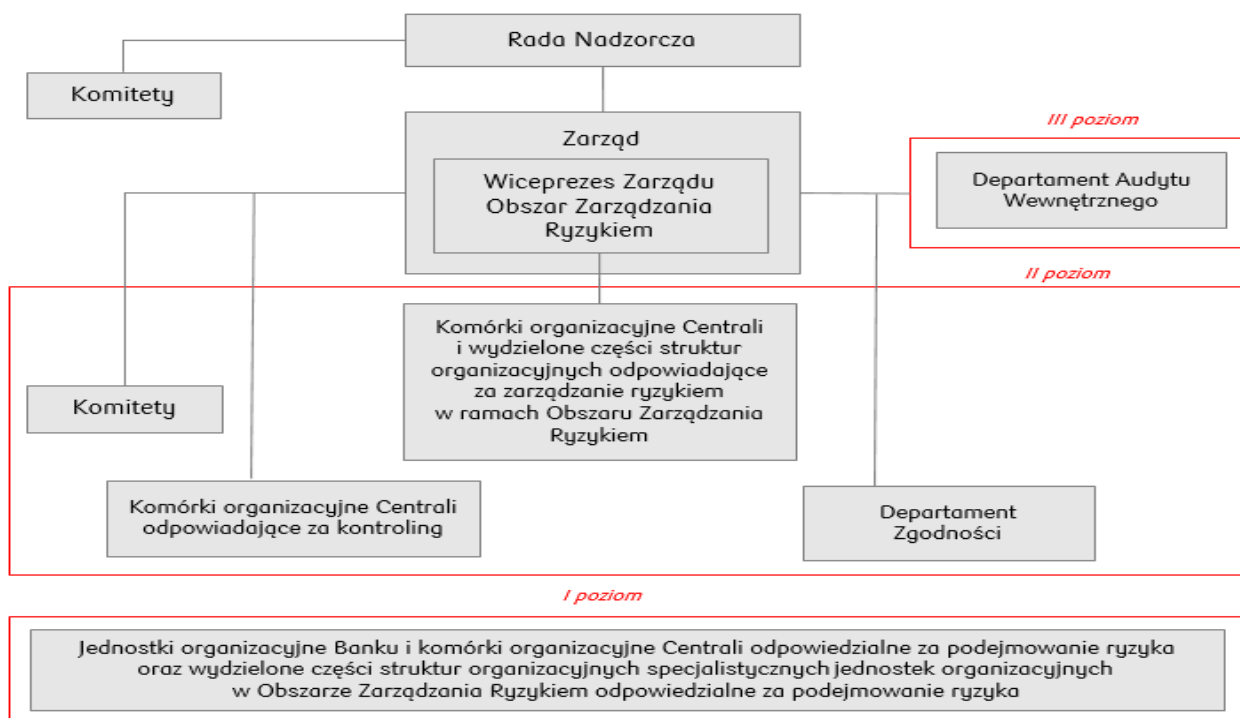 Rada Nadzorcza
Komitety
Zarząd
Wiceprezes Zarządu
Obszar Zarządzania
Ryzykiem
III poziom
Departament Audytu
Wewnętrznego
II poziom
Komórki organizacyjne Centrali
i wydzielone części struktur
organizacyjnych odpowiadające
za zarządzanie ryzykiem
w ramach Obszaru Zarządzania
Ryzykiem
Komitety
Komórki organizacyjne Centrali
odpowiadające za kontroling
Departament
Zgodności
I poziom
Jednostki organizacyjne Banku i komórki organizacyjne Centrali odpowiedzialne za podejmowanie ryzyka
oraz wydzielone części struktur organizacyjnych specjalistycznych jednostek organizacyjnych
w Obszarze Zarządzania Ryzykiem odpowiedzialne za podejmowanie ryzyka